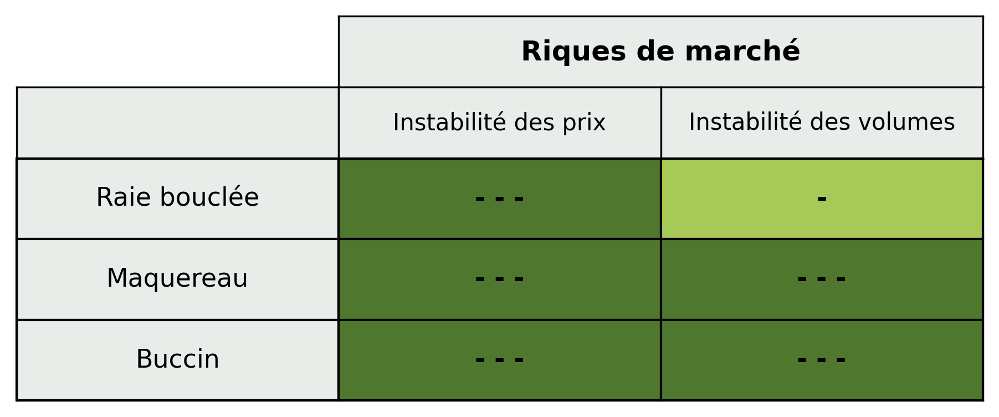 Riques de marché
Instabilité des prix Instabilité des volumes
Raie bouclée - - - -
Maquereau - - - - - -
Buccin - - - - - -